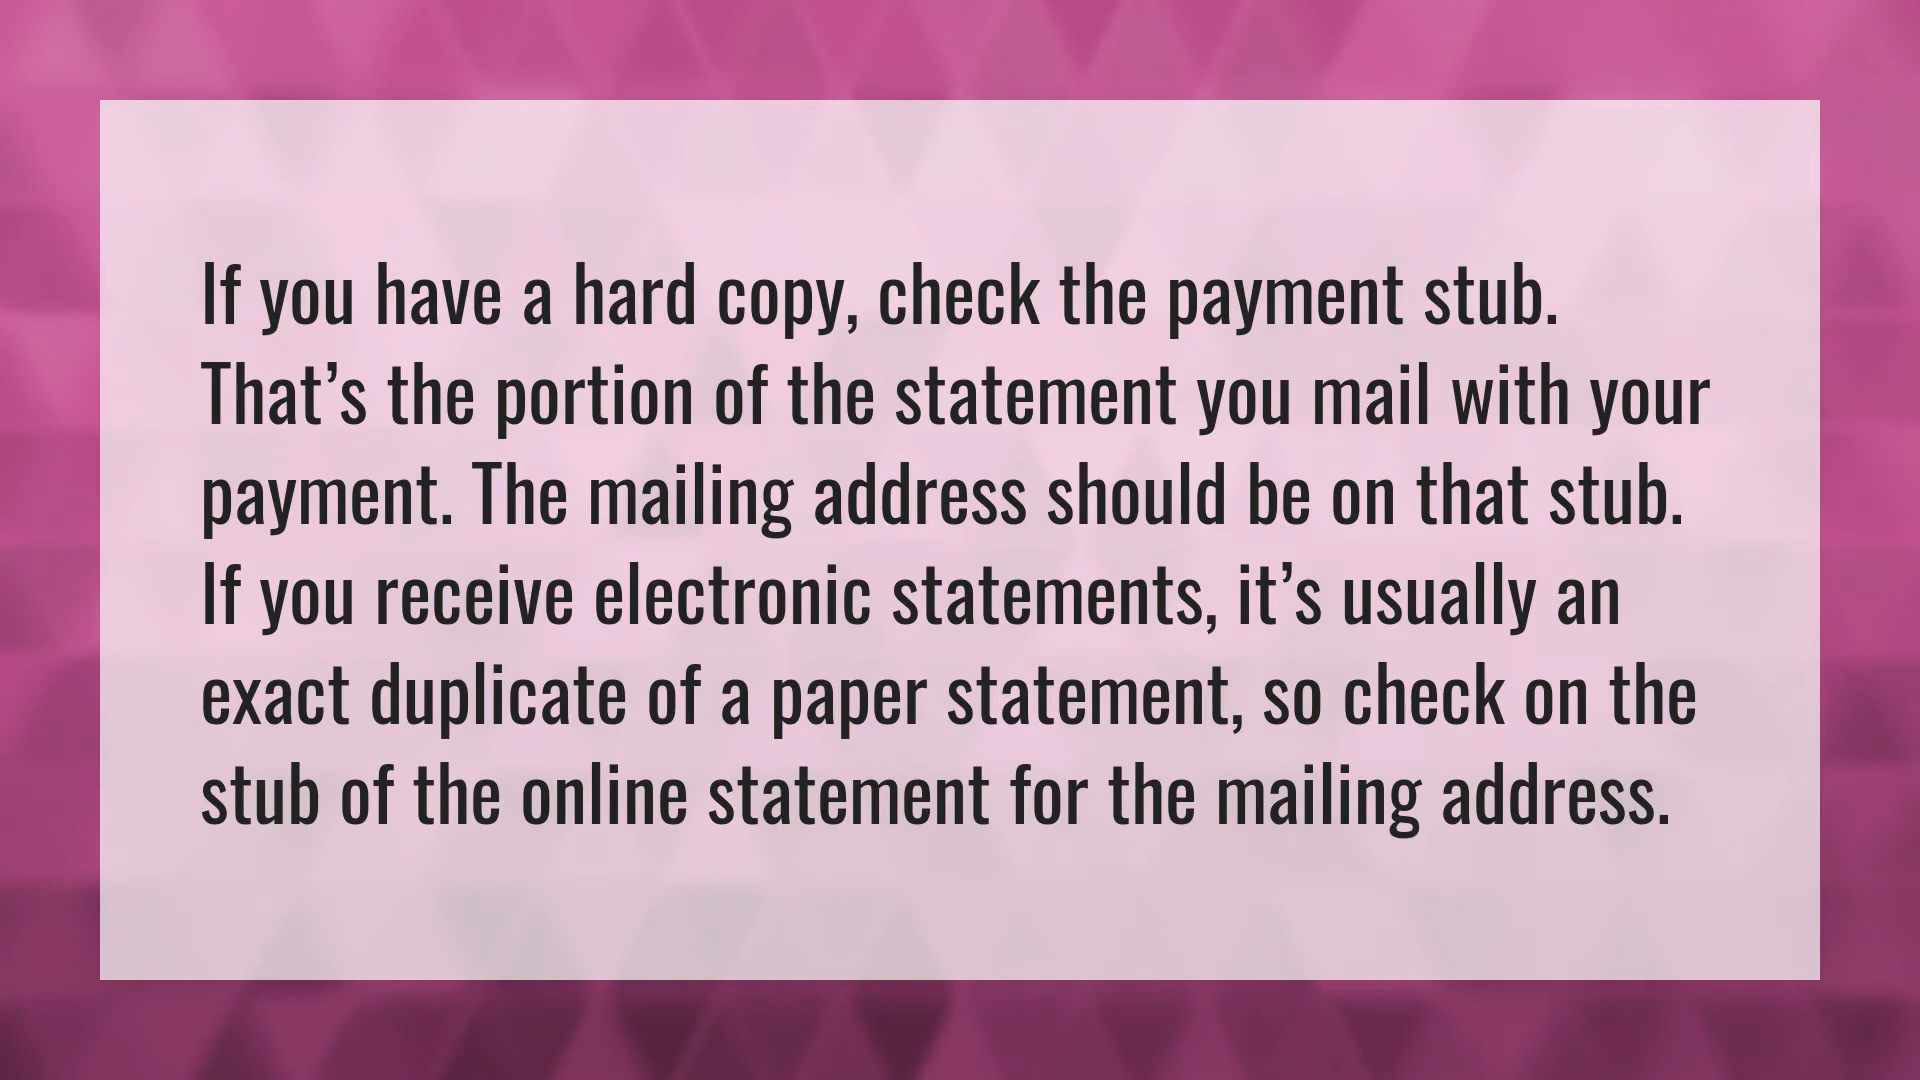 If you have a hard copy, check the payment stub.
That’s the portion of the statement you mail with your
payment. The mailing address should be on that stub.
If you receive electronic statements, it’s usually an
exact duplicate of a paper statement, so check on the
stub of the online statement for the mailing address.